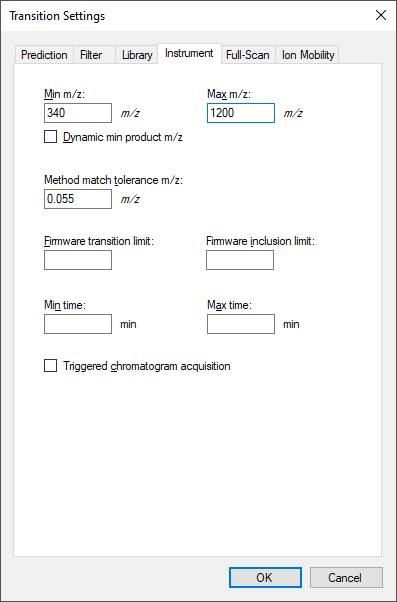 Transition Settings
Prediction Filter Library Instrument Full-Scan Ion Mobility
Min m/z: Max m/z:
340 m/z 1200 m/z
Dynamic min product m/z
Method match tolerance m/z:
0.055 m/z
Firmware transition limit: Firmware inclusion limit:
Min time: Max time:
min min
Triggered chromatogram acquisition
OK Cancel